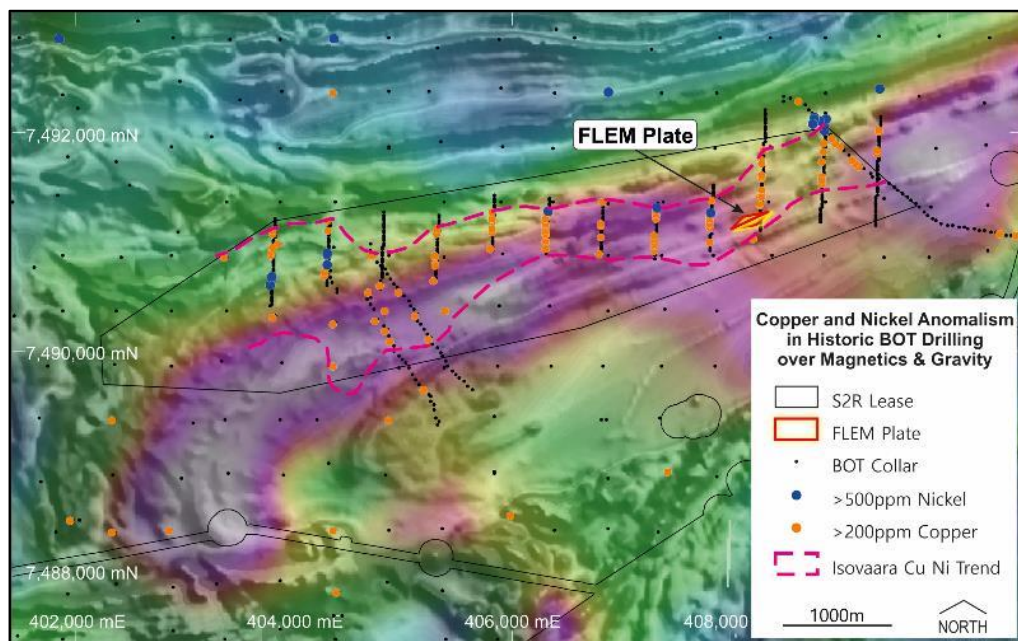 7,492,000 mN
FLEM Plate
7,490,000 mN
7,488,000 mN
402,000 mE
404,000 mE
406,000 mE
408,000 mE
Copper and Nickel Anomalism
in Historic BOT Drilling
over Magnetics & Gravity
S2R Lease
FLEM Plate
BOT Collar
>500ppm Nickel
>200ppm Copper
Isovaara Cu Ni Trend
1000m
NORTH